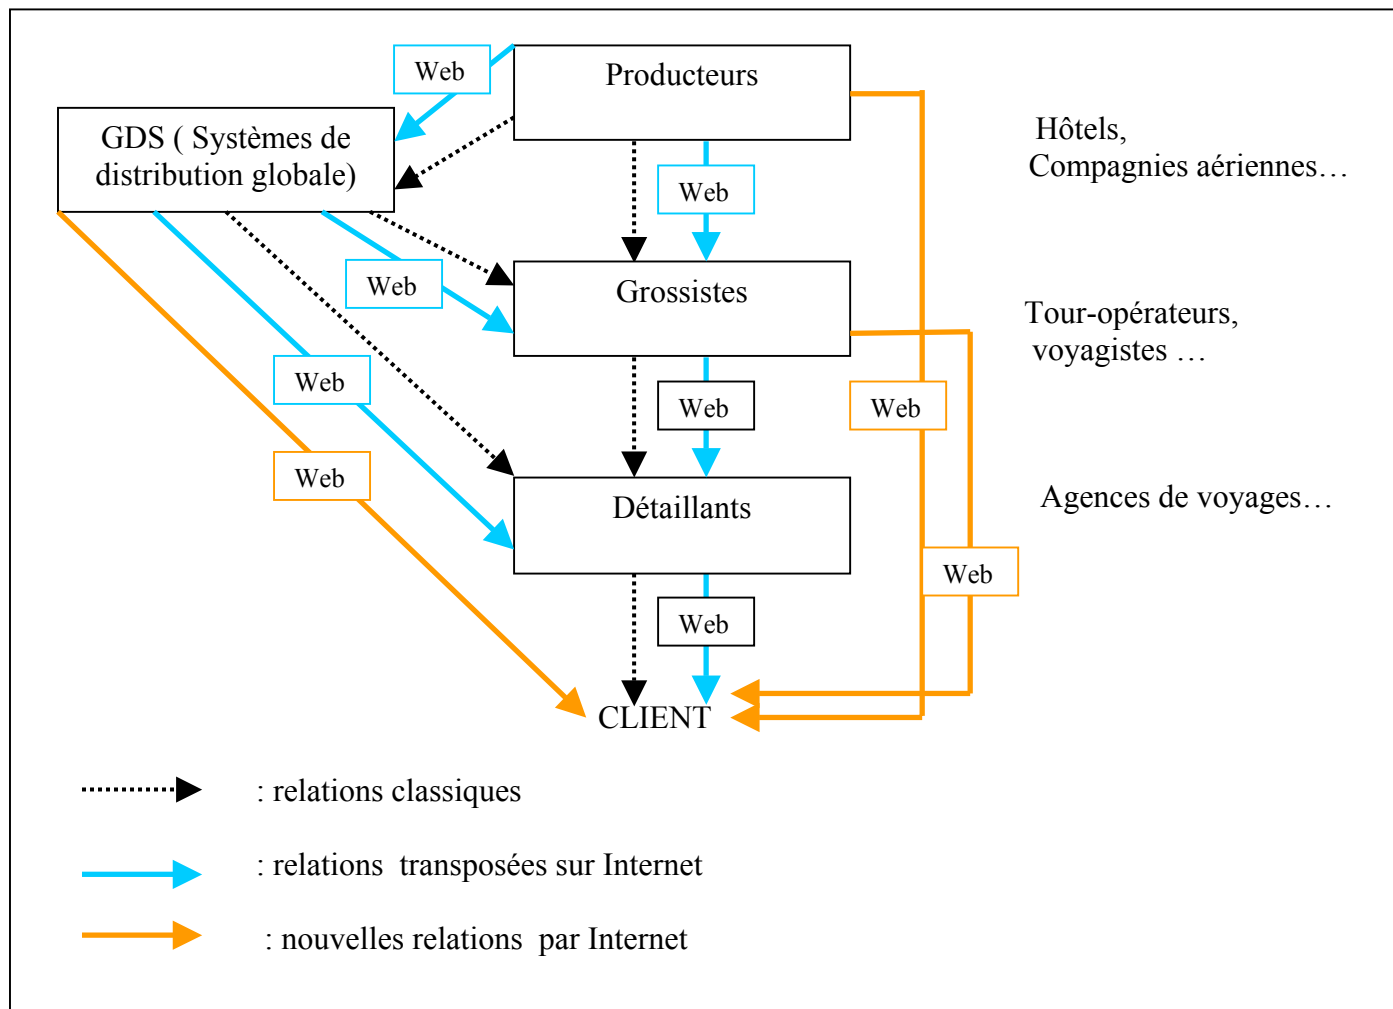 Web
Producteurs
GDS ( Systèmes de
distribution globale)
Hôtels,
Compagnies aériennes…
Web
Web
Grossistes
Tour-opérateurs,
voyagistes …
Web
Web
Web
Web
Détaillants
Agences de voyages…
Web
Web
CLIENT
: relations classiques
: relations  transposées sur Internet
: nouvelles relations  par Internet